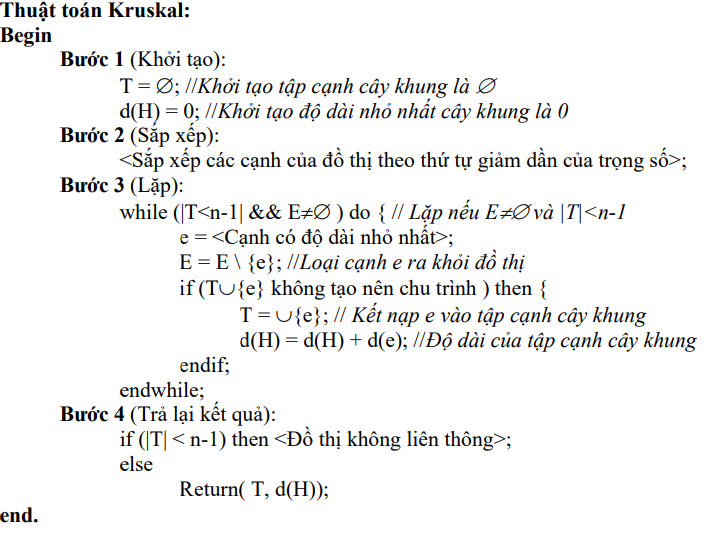 Thuật toán Kruskal:
Begin
Bước 1 (Khởi tạo):
T = ∅; //Khởi tạo tập cạnh cây khung là ∅
d(H) = 0; //Khởi tạo độ dài nhỏ nhất cây khung là 0
Bước 2 (Sắp xếp):
<Sắp xếp các cạnh của đồ thị theo thứ tự giảm dần của trọng số>;
Bước 3 (Lặp):
while (|T<n-1| && E≠∅ ) do { // Lặp nếu E≠∅ và |T|<n-1
e = <Cạnh có độ dài nhỏ nhất>;
E = E \ {e}; //Loại cạnh e ra khỏi đồ thị
if (T∪{e} không tạo nên chu trình ) then {
T = ∪{e}; // Kết nạp e vào tập cạnh cây khung
d(H) = d(H) + d(e); //Độ dài của tập cạnh cây khung
endif;
endwhile;
Bước 4 (Trả lại kết quả):
if (|T| < n-1) then <Đồ thị không liên thông>;
else
Return( T, d(H));
end.